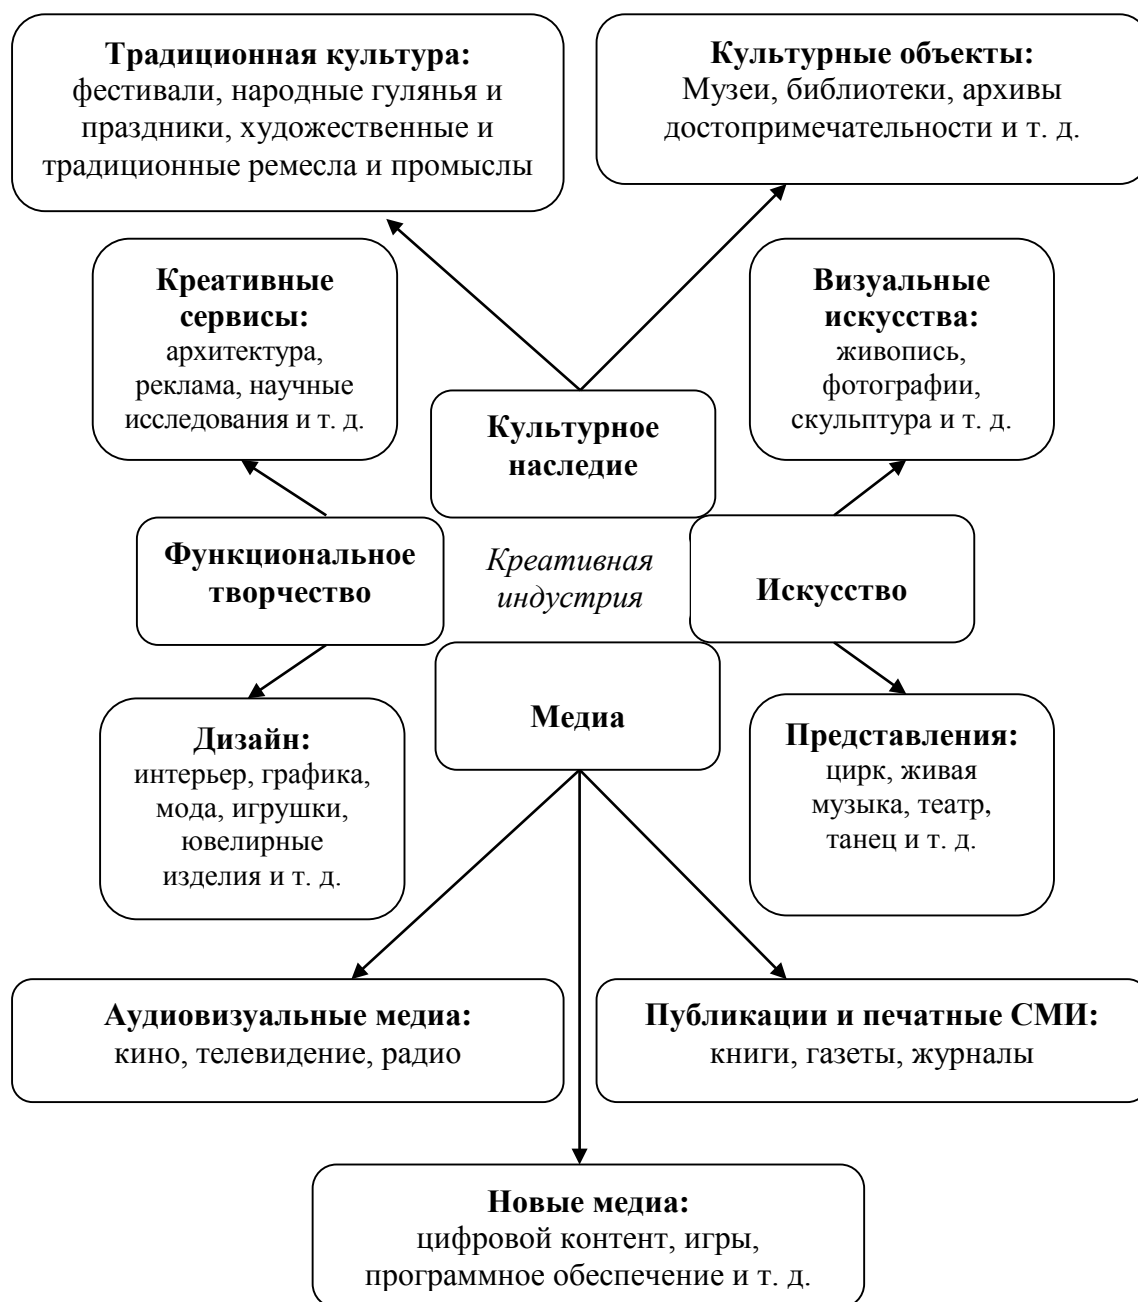 Традиционная культура:
фестивали, народные гулянья и
праздники, художественные и
традиционные ремесла и промыслы
Культурные объекты:
Музеи, библиотеки, архивы
достопримечательности и т. д.
Креативные
сервисы:
архитектура,
реклама, научные
исследования и т. д.
Визуальные
искусства:
живопись,
фотографии,
скульптура и т. д.
Культурное
наследие
Функциональное
творчество
Креативная
индустрия
Искусство
Медиа
Дизайн:
интерьер, графика,
мода, игрушки,
ювелирные
изделия и т. д.
Представления:
цирк, живая
музыка, театр,
танец и т. д.
Аудиовизуальные медиа:
кино, телевидение, радио
Публикации и печатные СМИ:
книги, газеты, журналы
Новые медиа:
цифровой контент, игры,
программное обеспечение и т. д.